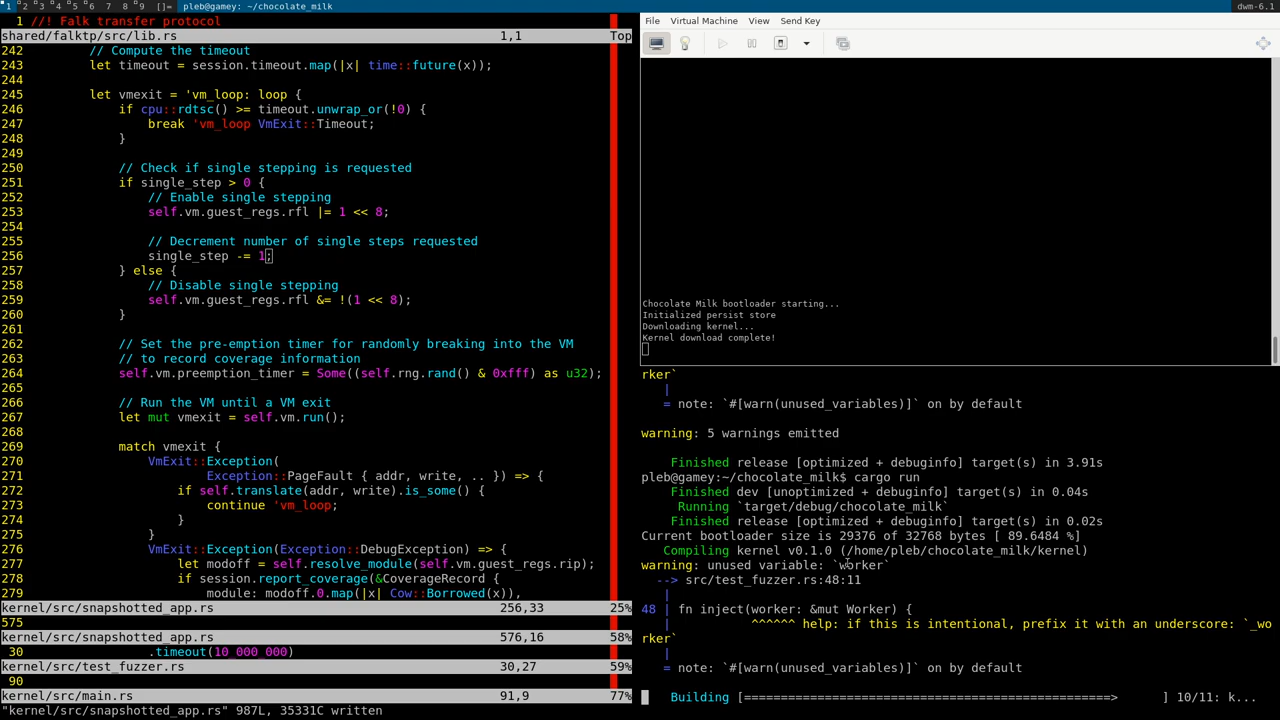 1 2 3 4 5 6 7 8 9 []= pleb@gamey: ~/chocolate_milk dwm-6.1
1 //! Falk transfer protocol
shared/falktp/src/lib.rs 1,1 Top
242 // Compute the timeout
243 let timeout = session.timeout.map(|x| time::future(x));
244
245 let vmexit = 'vm_loop: loop {
246 if cpu::rdtsc() >= timeout.unwrap_or(!0) {
247 break 'vm_loop VmExit::Timeout;
248 }
249
250 // Check if single stepping is requested
251 if single_step > 0 {
252 // Enable single stepping
253 self.vm.guest_regs.rfl |= 1 << 8;
254
255 // Decrement number of single steps requested
256 single_step -= 1;
257 } else {
258 // Disable single stepping
259 self.vm.guest_regs.rfl &= !(1 << 8);
260 }
261
262 // Set the pre-emption timer for randomly breaking into the VM
263 // to record coverage information
264 self.vm.preemption_timer = Some((self.rng.rand() & 0xfff) as u32);
265
266 // Run the VM until a VM exit
267 let mut vmexit = self.vm.run();
268
269 match vmexit {
270 VmExit::Exception(
271 Exception::PageFault { addr, write, .. }) => {
272 if self.translate(addr, write).is_some() {
273 continue 'vm_loop;
274 }
275 }
276 VmExit::Exception(Exception::DebugException) => {
277 let modoff = self.resolve_module(self.vm.guest_regs.rip);
278 if session.report_coverage(&CoverageRecord {
279 module: modoff.0.map(|x| Cow::Borrowed(x)),
kernel/src/snapshotted_app.rs 256,33 25%
575
kernel/src/snapshotted_app.rs 576,16 58%
30 .timeout(10_000_000)
kernel/src/test_fuzzer.rs 30,27 59%
90
kernel/src/main.rs 91,9 77%
"kernel/src/snapshotted_app.rs" 987L, 35331C written
File Virtual Machine View Send Key
Chocolate Milk bootloader starting...
Initialized persist store
Downloading kernel...
Kernel download complete!
rker`
|
= note: `#[warn(unused_variables)]` on by default
warning: 5 warnings emitted
Finished release [optimized + debuginfo] target(s) in 3.91s
pleb@gamey:~/chocolate_milk$ cargo run
Finished dev [unoptimized + debuginfo] target(s) in 0.04s
Running `target/debug/chocolate_milk`
Finished release [optimized + debuginfo] target(s) in 0.02s
Current bootloader size is 29376 of 32768 bytes [ 89.6484 %]
Compiling kernel v0.1.0 (/home/pleb/chocolate_milk/kernel)
warning: unused variable: `worker`
--> src/test_fuzzer.rs:48:11
|
48 | fn inject(worker: &mut Worker) {
| ^^^^^^ help: if this is intentional, prefix it with an underscore: `_wo
rker`
|
= note: `#[warn(unused_variables)]` on by default
Building [===================================================> ] 10/11: k...